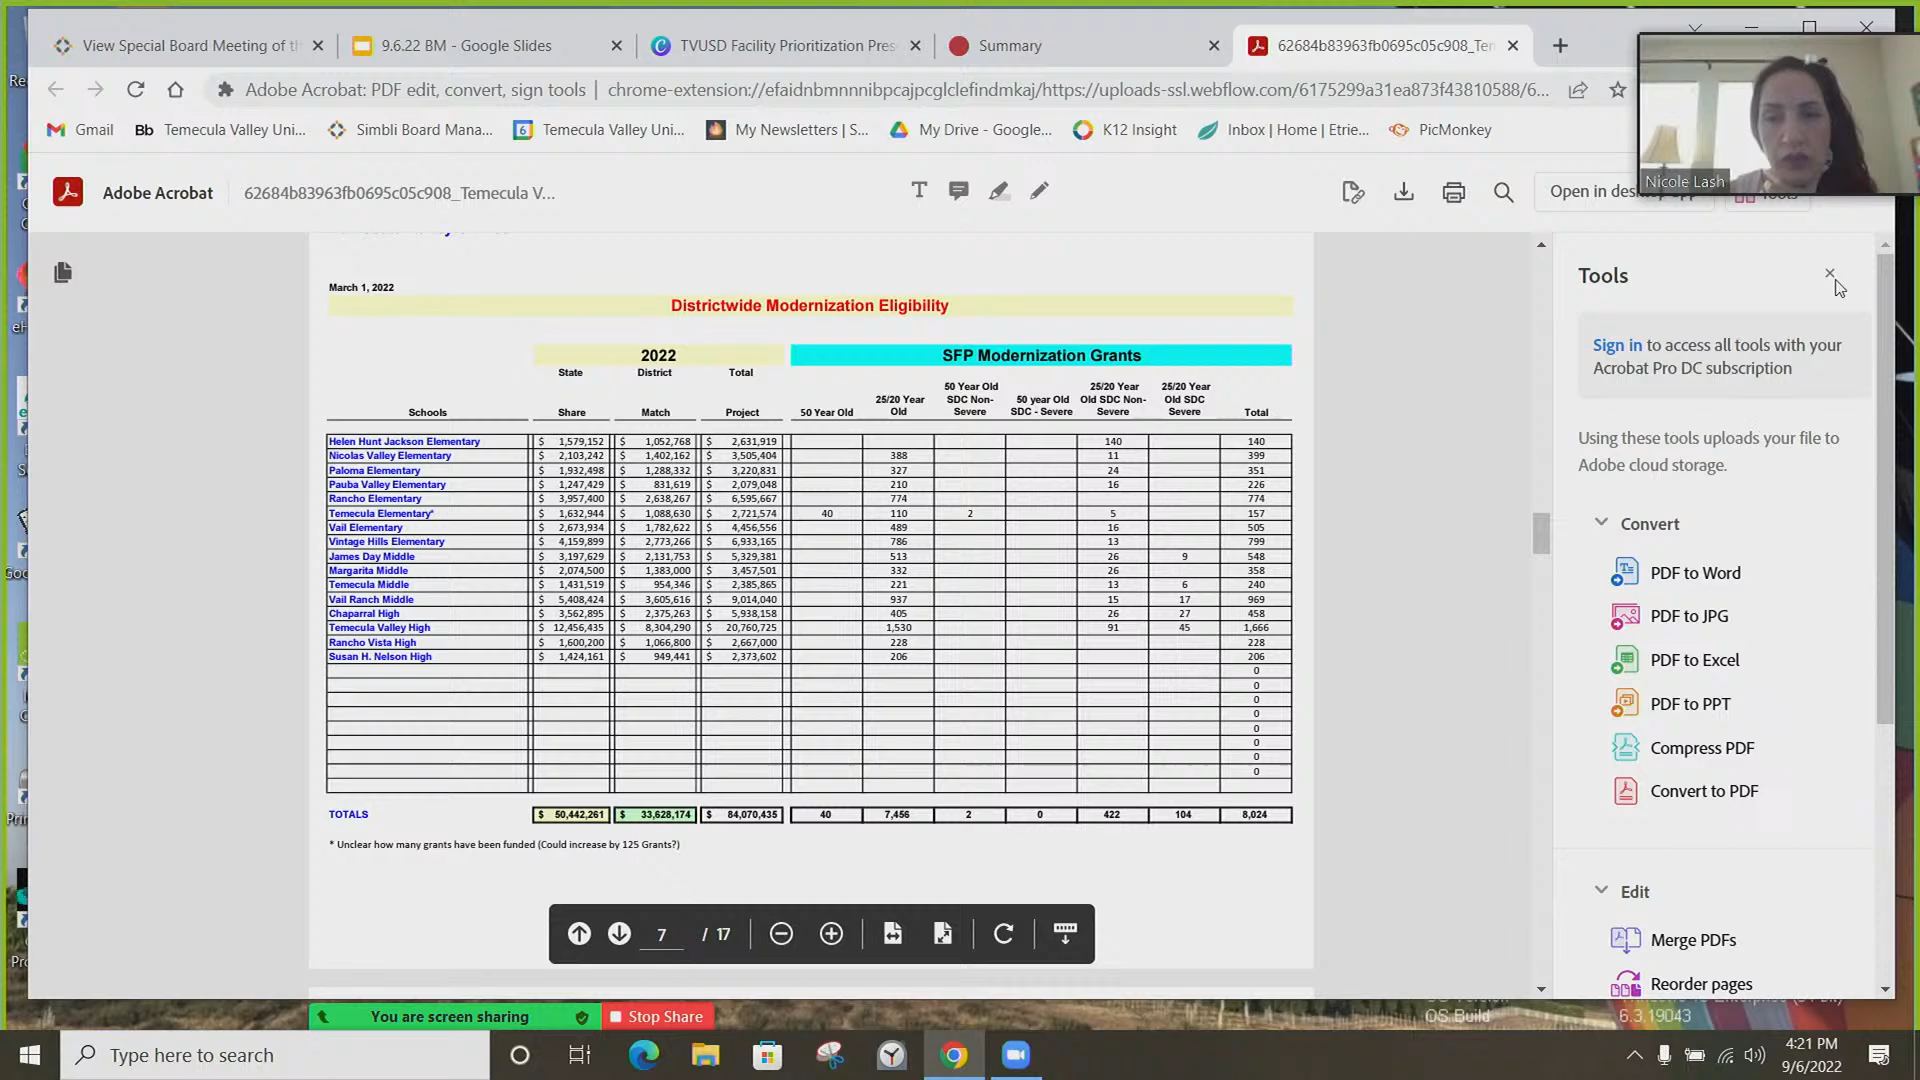 View Special Board Meeting of th
9.6.22 BM - Google Slides
TVUSD Facility Prioritization Pres
Summary
62684b83963fb0695c05c908_Tem
Adobe Acrobat: PDF edit, convert, sign tools | chrome-extension://efaidnbmnnnibpcajpcglclefindmkaj/https://uploads-ssl.webflow.com/6175299a31ea873f43810588/6...
Gmail
Bb Temecula Valley Uni...
Simbli Board Mana...
6 Temecula Valley Uni...
My Newsletters | S...
My Drive - Google...
K12 Insight
Inbox | Home | Etrie...
PicMonkey
Nicole Lash
Adobe Acrobat
62684b83963fb0695c05c908_Temecula V...
Open in desktop app
Tools
March 1, 2022
Districtwide Modernization Eligibility
2022 SFP Modernization Grants
State District Total
Schools Share Match Project 50 Year Old 25/20 Year Old 50 Year Old SDC Non-Severe 50 year Old SDC - Severe 25/20 Year Old SDC Non-Severe 25/20 Year Old SDC Severe Total
Helen Hunt Jackson Elementary $ 1,579,152 $ 1,052,768 $ 2,631,919 140 140
Nicolas Valley Elementary $ 2,103,242 $ 1,402,162 $ 3,505,404 388 11 399
Paloma Elementary $ 1,932,498 $ 1,288,332 $ 3,220,831 327 24 351
Pauba Valley Elementary $ 1,247,429 $ 831,619 $ 2,079,048 210 16 226
Rancho Elementary $ 3,957,400 $ 2,638,267 $ 6,595,667 774 774
Temecula Elementary* $ 1,632,944 $ 1,088,630 $ 2,721,574 40 110 2 5 157
Vail Elementary $ 2,673,934 $ 1,782,622 $ 4,456,556 489 16 505
Vintage Hills Elementary $ 4,159,899 $ 2,773,266 $ 6,933,165 786 13 799
James Day Middle $ 3,197,629 $ 2,131,753 $ 5,329,381 513 26 9 548
Margarita Middle $ 2,074,500 $ 1,383,000 $ 3,457,501 332 26 358
Temecula Middle $ 1,431,519 $ 954,346 $ 2,385,865 221 13 6 240
Vail Ranch Middle $ 5,408,424 $ 3,605,616 $ 9,014,040 937 15 17 969
Chaparral High $ 3,562,895 $ 2,375,263 $ 5,938,158 405 26 27 458
Temecula Valley High $ 12,456,435 $ 8,304,290 $ 20,760,725 1,530 91 45 1,666
Rancho Vista High $ 1,600,200 $ 1,066,800 $ 2,667,000 228 228
Susan H. Nelson High $ 1,424,161 $ 949,441 $ 2,373,602 206 206
0
0
0
0
0
0
0
0
TOTALS $ 50,442,261 $ 33,628,174 $ 84,070,435 40 7,456 2 0 422 104 8,024
* Unclear how many grants have been funded (Could increase by 125 Grants?)
7 / 17
Tools
Sign in to access all tools with your
Acrobat Pro DC subscription
Using these tools uploads your file to
Adobe cloud storage.
Convert
PDF to Word
PDF to JPG
PDF to Excel
PDF to PPT
Compress PDF
Convert to PDF
Edit
Merge PDFs
Reorder pages
You are screen sharing
Stop Share
OS Build
6.3.19043
Type here to search
4:21 PM
9/6/2022